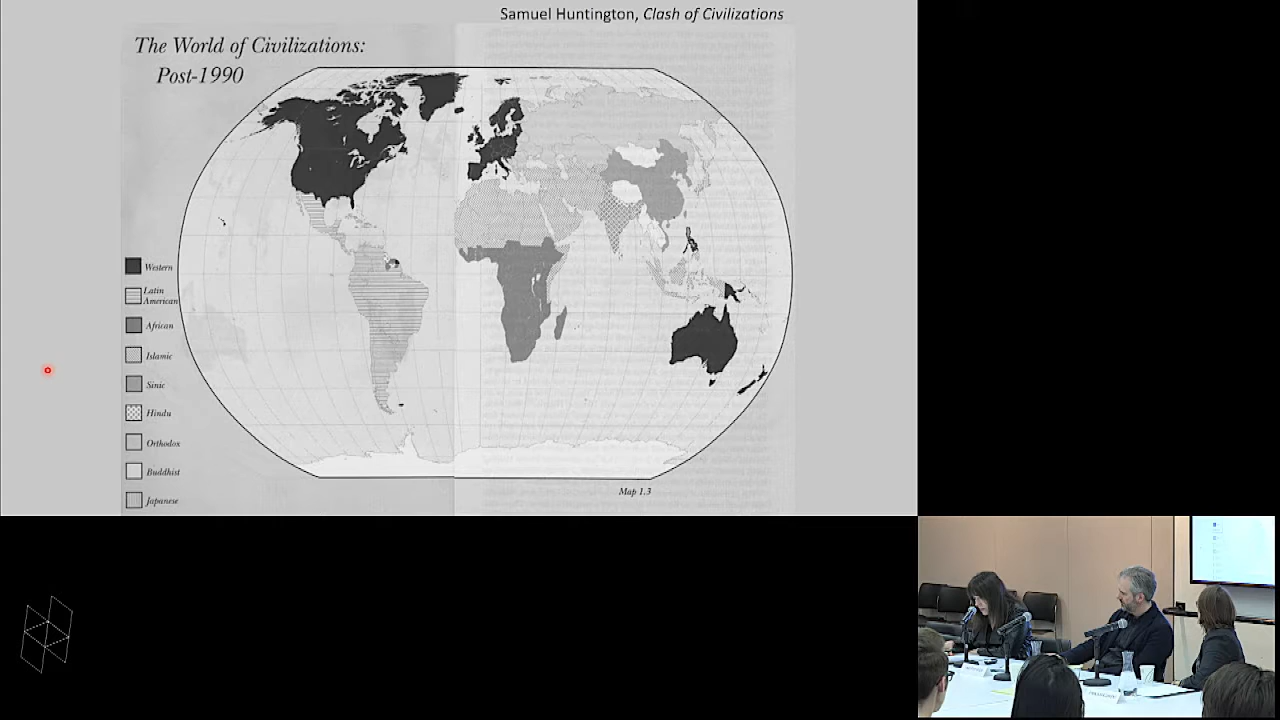 Samuel Huntington, Clash of Civilizations
The World of Civilizations:
Post-1990
Western
Latin
American
African
Islamic
Sinic
Hindu
Orthodox
Buddhist
Japanese
Map 1.3